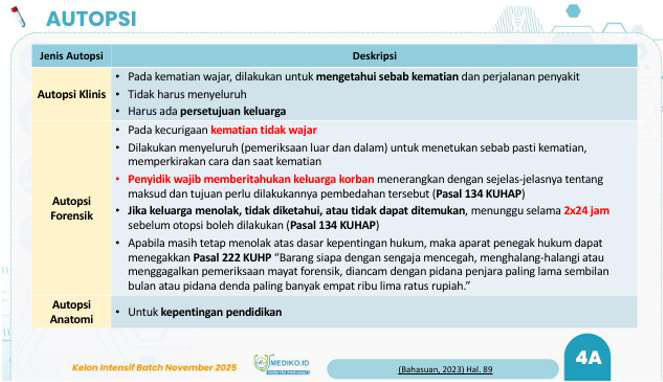 AUTOPSI
Jenis Autopsi
Deskripsi
Autopsi Klinis
• Pada kematian wajar, dilakukan untuk mengetahui sebab kematian dan perjalanan penyakit
• Tidak harus menyeluruh
• Harus ada persetujuan keluarga
Autopsi
Forensik
• Pada kecurigaan kematian tidak wajar
• Dilakukan menyeluruh (pemeriksaan luar dan dalam) untuk menetukan sebab pasti kematian,
memperkirakan cara dan saat kematian
• Penyidik wajib memberitahukan keluarga korban menerangkan dengan sejelas-jelasnya tentang
maksud dan tujuan perlu dilakukannya pembedahan tersebut (Pasal 134 KUHAP)
• Jika keluarga menolak, tidak diketahui, atau tidak dapat ditemukan, menunggu selama 2x24 jam
sebelum otopsi boleh dilakukan (Pasal 134 KUHAP)
• Apabila masih tetap menolak atas dasar kepentingan hukum, maka aparat penegak hukum dapat
menegakkan Pasal 222 KUHP “Barang siapa dengan sengaja mencegah, menghalang-halangi atau
menggagalkan pemeriksaan mayat forensik, diancam dengan pidana penjara paling lama sembilan
bulan atau pidana denda paling banyak empat ribu lima ratus rupiah.”
Autopsi
Anatomi
• Untuk kepentingan pendidikan
Kelon Intensif Batch November 2025
MEDIKO.ID
(Bahasuan, 2023) Hal. 89
4A